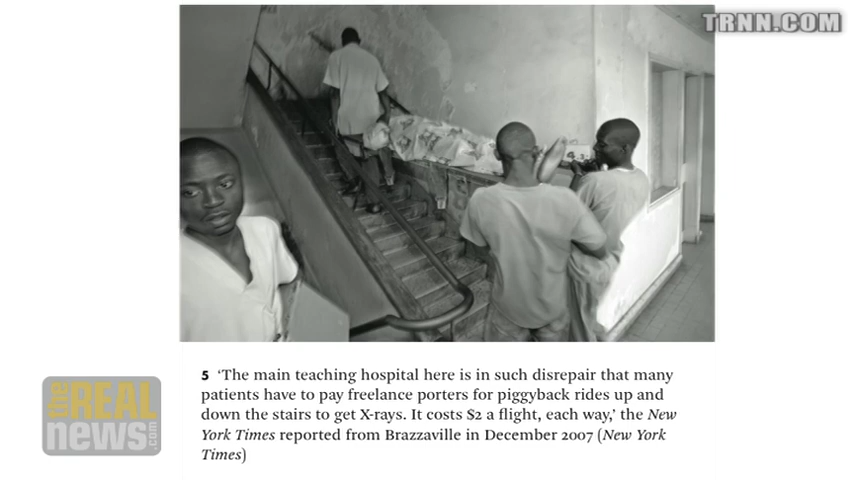 TRNN.COM
5 ‘The main teaching hospital here is in such disrepair that many
patients have to pay freelance porters for piggyback rides up and
down the stairs to get X-rays. It costs $2 a flight, each way,’ the New
York Times reported from Brazzaville in December 2007 (New York
Times)
the REAL
news.com